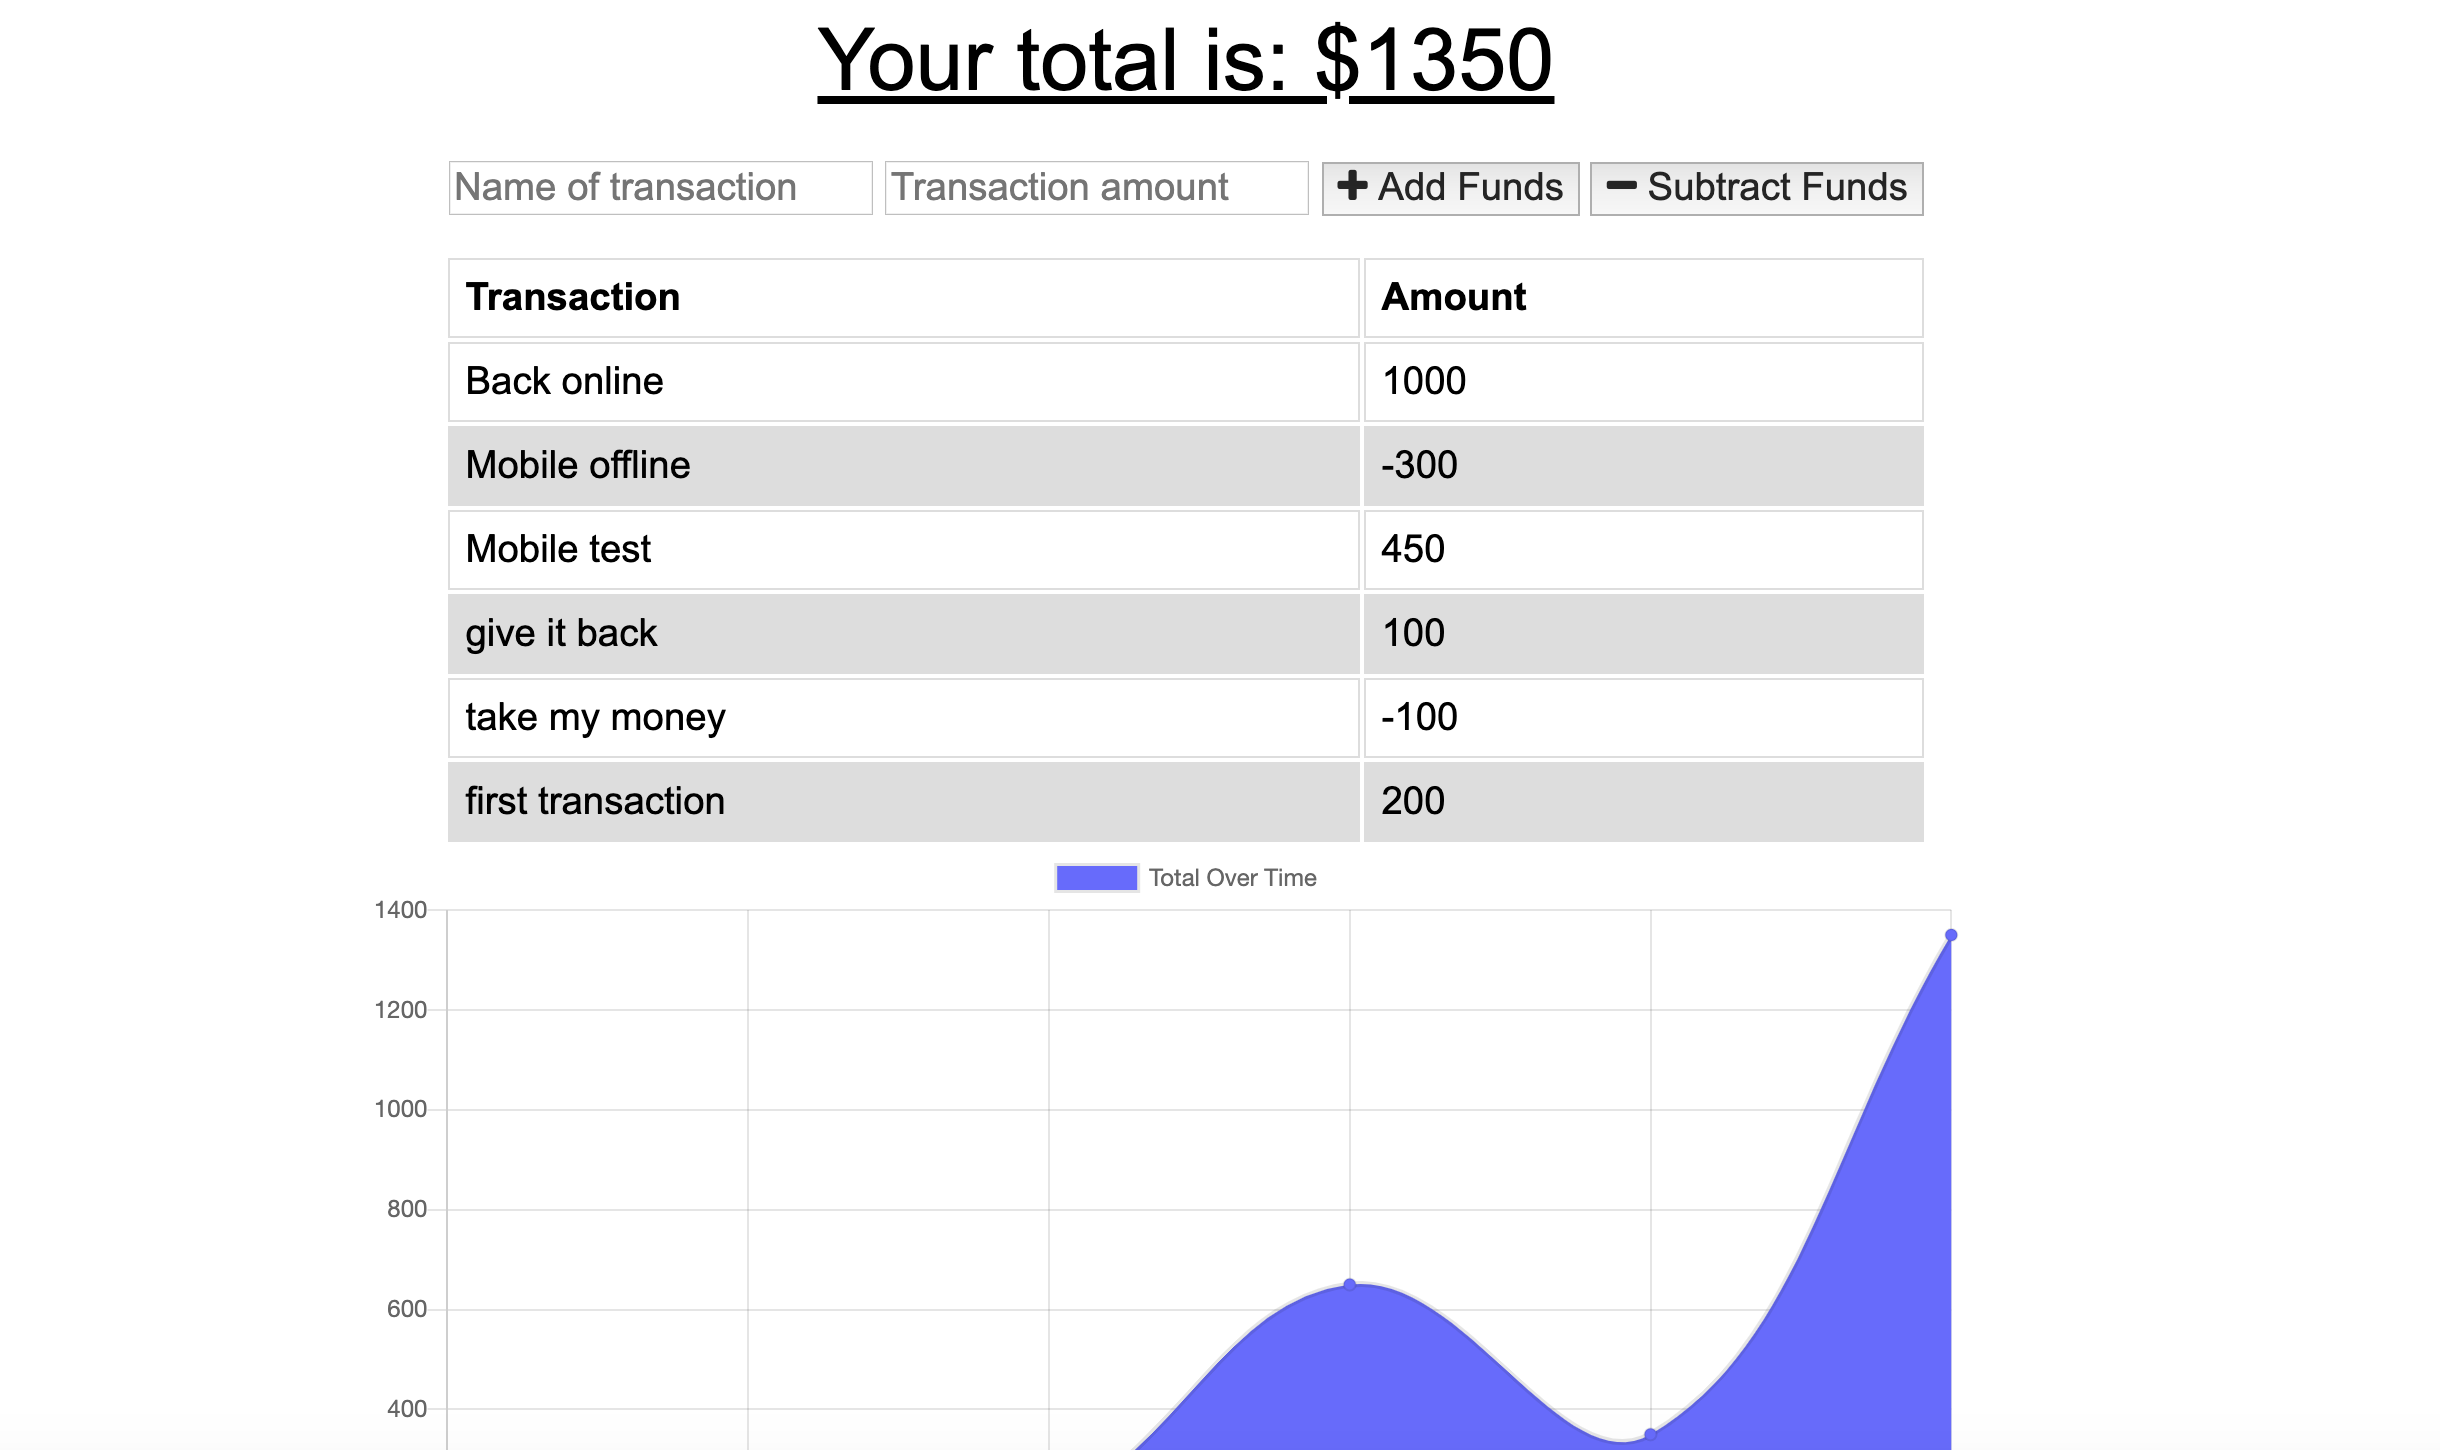 Your total is: $1350
Name of transaction Transaction amount + Add Funds − Subtract Funds
Transaction Amount
Back online 1000
Mobile offline -300
Mobile test 450
give it back 100
take my money -100
first transaction 200
Total Over Time
1400
1200
1000
800
600
400